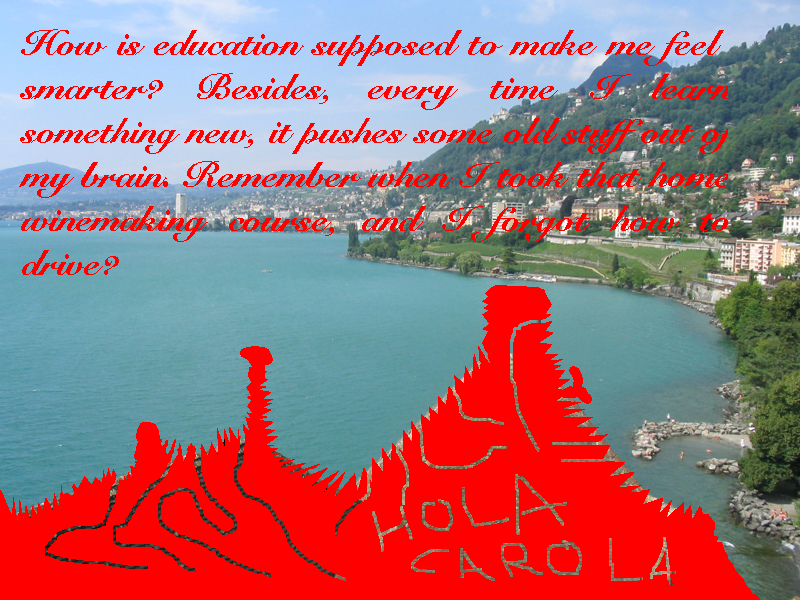 How is education supposed to make me feel
smarter? Besides, every time I learn
something new, it pushes some old stuff out of
my brain. Remember when I took that home
winemaking course, and I forgot how to
drive?
HOLA
CAROLA